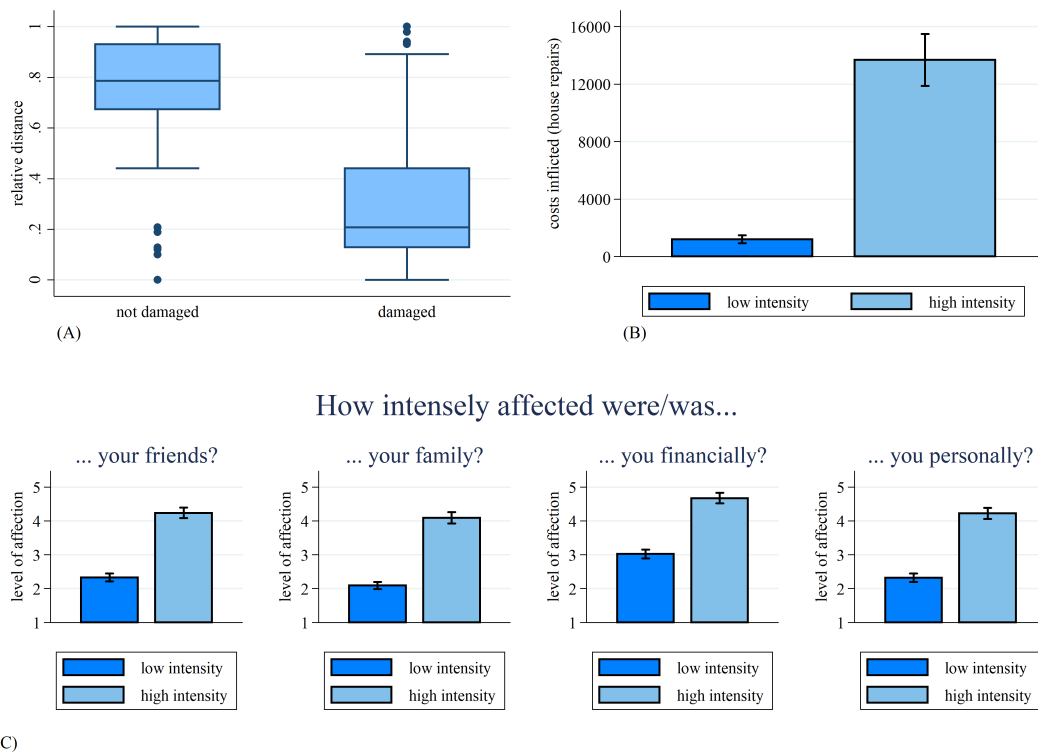 relative distance
1
.8
.6
.4
.2
0
not damaged
damaged
(A)
costs inflicted (house repairs)
16000
12000
8000
4000
0
low intensity
high intensity
(B)
How intensely affected were/was...
... your friends?
level of affection
5
4
3
2
1
low intensity
high intensity
... your family?
level of affection
5
4
3
2
1
low intensity
high intensity
... you financially?
level of affection
5
4
3
2
1
low intensity
high intensity
... you personally?
level of affection
5
4
3
2
1
low intensity
high intensity
C)